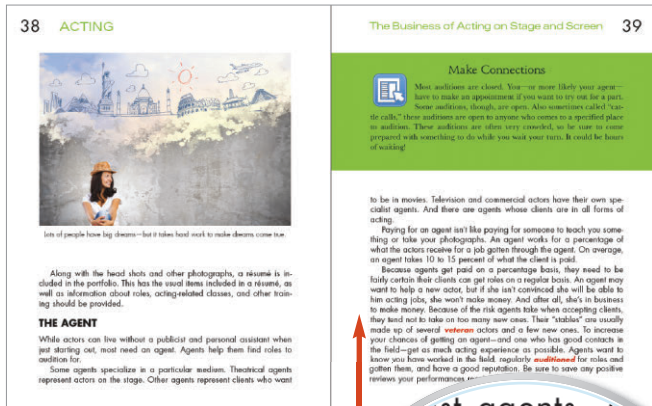 38 ACTING
Lots of people have big dreams—but it takes hard work to make dreams come true.
Along with the head shots and other photographs, a résumé is in-
cluded in the portfolio. This has the usual items included in a résumé, as
well as information about roles, acting-related classes, and other train-
ing should be provided.
THE AGENT
While actors can live without a publicist and personal assistant when
just starting out, most need an agent. Agents help them find roles to
audition for.
Some agents specialize in a particular medium. Theatrical agents
represent actors on the stage. Other agents represent clients who want
The Business of Acting on Stage and Screen 39
Make Connections
Most auditions are closed. You—or more likely your agent—
have to make an appointment if you want to try out for a part.
Some auditions, though, are open. Also sometimes called "cat-
tle calls," these auditions are open to anyone who comes to a specified place
to audition. These auditions are often very crowded, so be sure to come
prepared with something to do while you wait your turn. It could be hours
of waiting!
to be in movies. Television and commercial actors have their own spe-
cialist agents. And there are agents whose clients are in all forms of
acting.
Paying for an agent isn't like paying for someone to teach you some-
thing or take your photographs. An agent works for a percentage of
what the actors receive for a job gotten through the agent. On average,
an agent takes 10 to 15 percent of what the client is paid.
Because agents get paid on a percentage basis, they need to be
fairly certain their clients can get roles on a regular basis. An agent may
want to help a new actor, but if she isn't convinced she will be able to
him acting jobs, she won't make money. And after all, she's in business
to make money. Because of the risk agents take when accepting clients,
they tend not to take on too many new ones. Their "stables" are usually
made up of several veteran actors and a few new ones. To increase
your chances of getting an agent—and one who has good contacts in
the field—get as much acting experience as possible. Agents want to
know you have worked in the field, regularly auditioned for roles and
gotten them, and have a good reputation. Be sure to save any positive
reviews your performances
agents